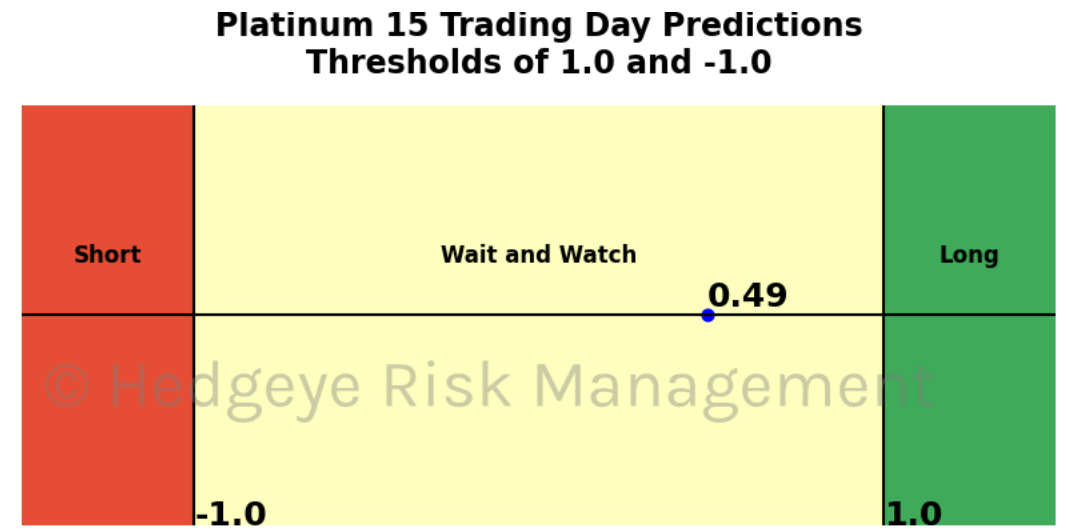 Platinum 15 Trading Day Predictions
Thresholds of 1.0 and -1.0
Short
Wait and Watch
Long
0.49
© Hedgeye Risk Management
-1.0
1.0